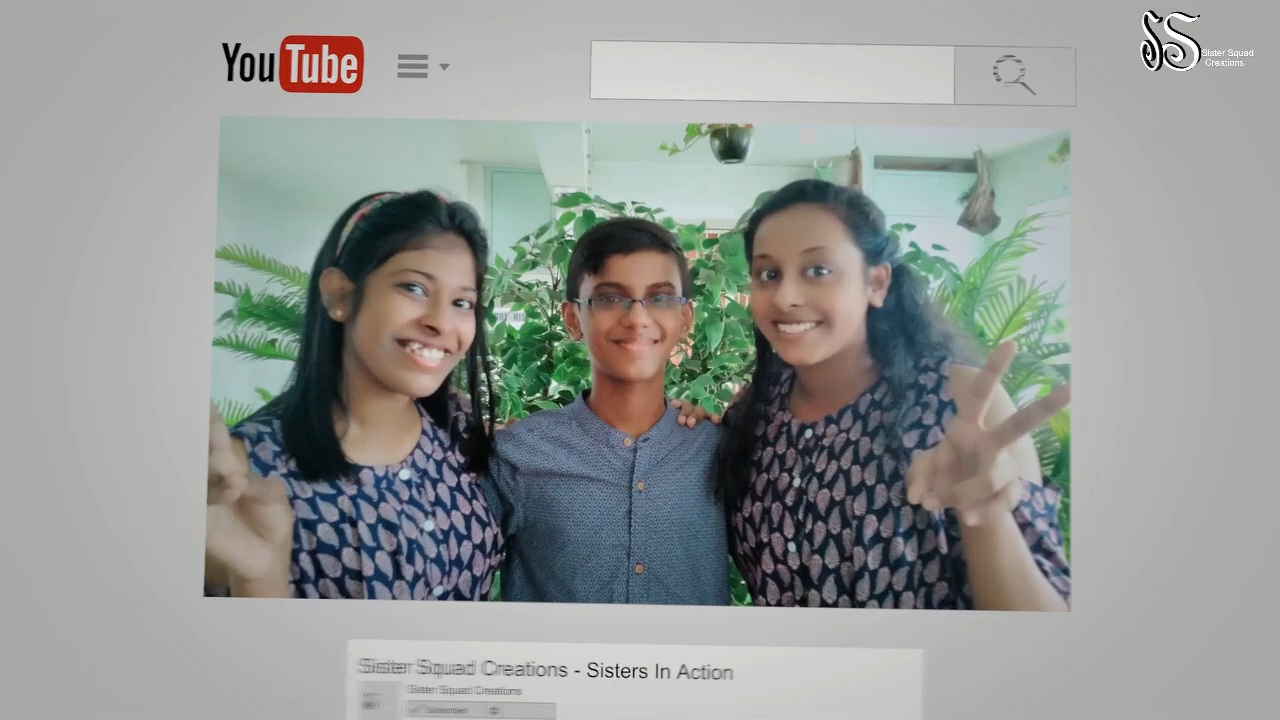 YouTube
Sister Squad
Creations
Sister Squad Creations - Sisters In Action
Sister Squad Creations